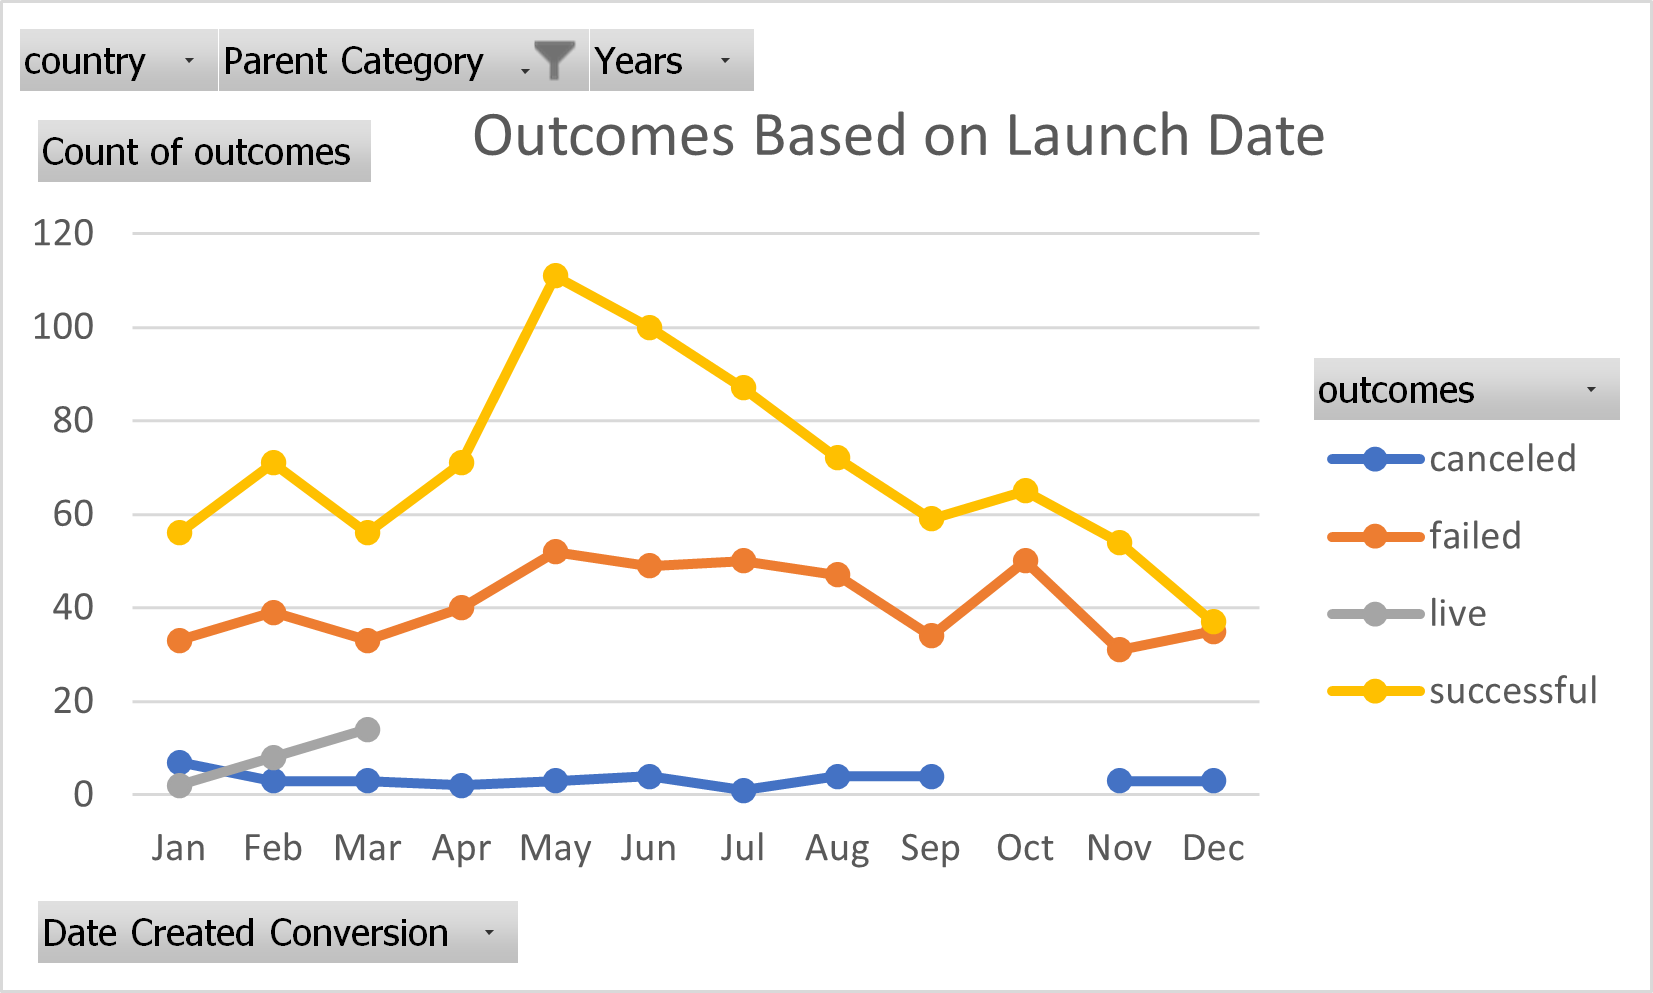 country Parent Category Years
Count of outcomes
Outcomes Based on Launch Date
120
100
80
60
40
20
0
Jan Feb Mar Apr May Jun Jul Aug Sep Oct Nov Dec
outcomes
canceled
failed
live
successful
Date Created Conversion